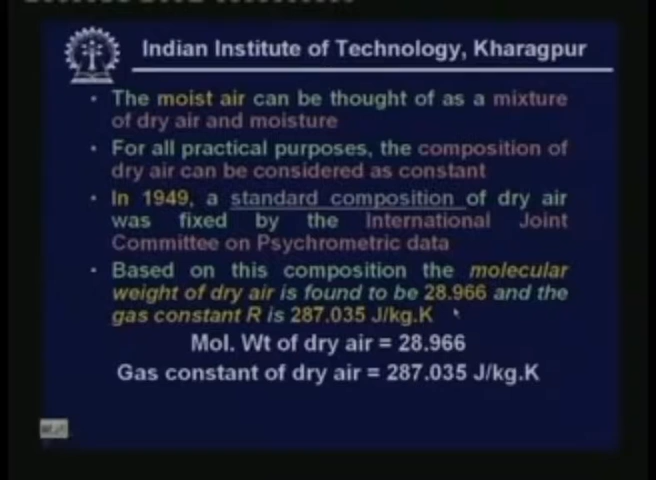 Indian Institute of Technology, Kharagpur
• The moist air can be thought of as a mixture
of dry air and moisture
• For all practical purposes, the composition of
dry air can be considered as constant
• In 1949, a standard composition of dry air
was fixed by the International Joint
Committee on Psychrometric data
• Based on this composition the molecular
weight of dry air is found to be 28.966 and the
gas constant R is 287.035 J/kg.K
Mol. Wt of dry air = 28.966
Gas constant of dry air = 287.035 J/kg.K